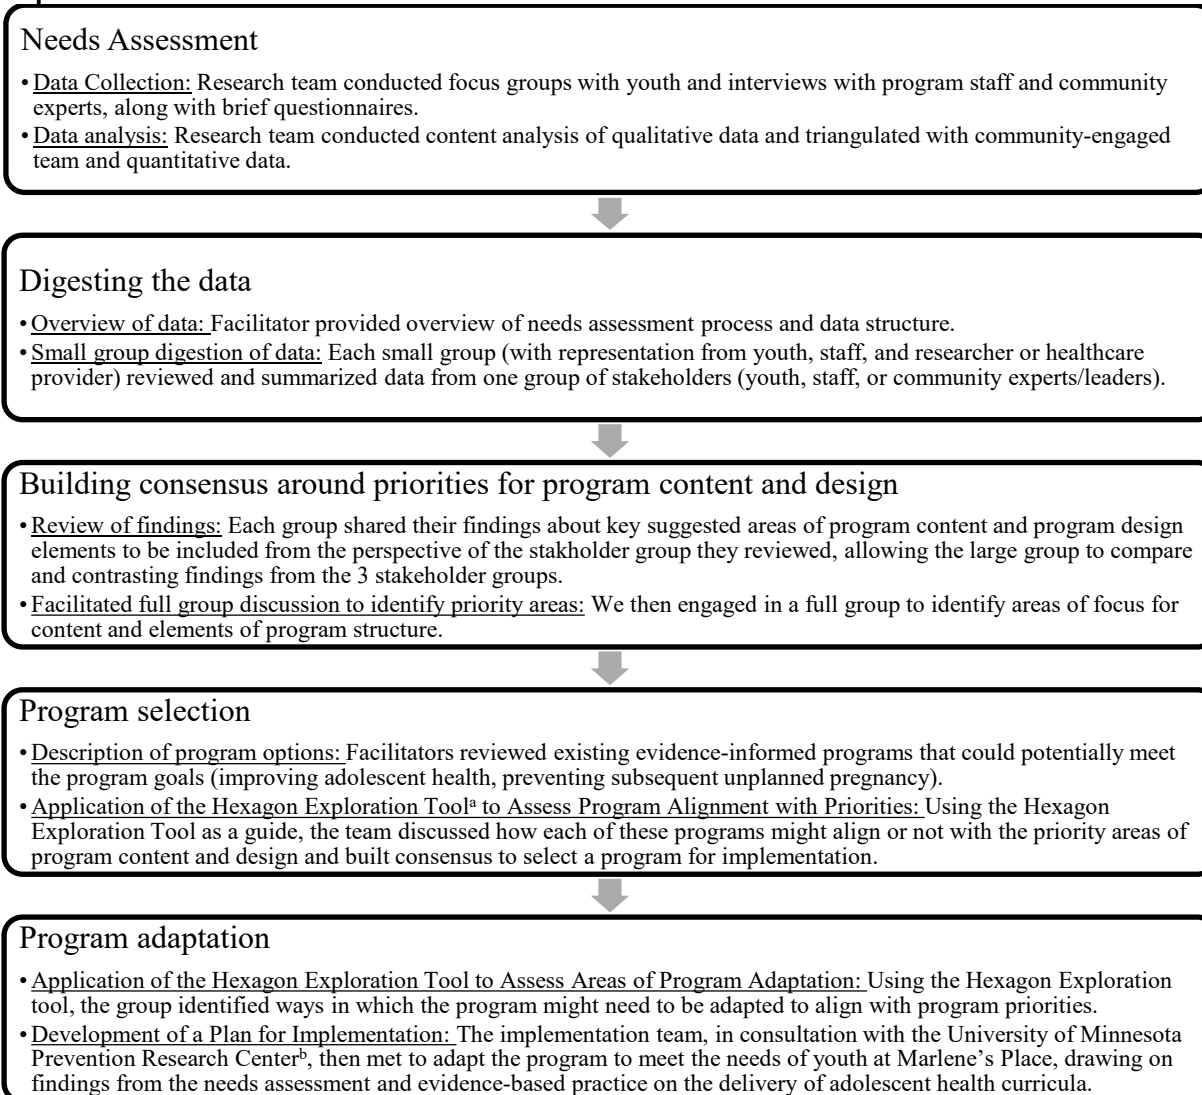 Needs Assessment
• Data Collection: Research team conducted focus groups with youth and interviews with program staff and community
experts, along with brief questionnaires.
• Data analysis: Research team conducted content analysis of qualitative data and triangulated with community-engaged
team and quantitative data.
Digesting the data
• Overview of data: Facilitator provided overview of needs assessment process and data structure.
• Small group digestion of data: Each small group (with representation from youth, staff, and researcher or healthcare
provider) reviewed and summarized data from one group of stakeholders (youth, staff, or community experts/leaders).
Building consensus around priorities for program content and design
• Review of findings: Each group shared their findings about key suggested areas of program content and program design
elements to be included from the perspective of the stakholder group they reviewed, allowing the large group to compare
and contrasting findings from the 3 stakeholder groups.
• Facilitated full group discussion to identify priority areas: We then engaged in a full group to identify areas of focus for
content and elements of program structure.
Program selection
• Description of program options: Facilitators reviewed existing evidence-informed programs that could potentially meet
the program goals (improving adolescent health, preventing subsequent unplanned pregnancy).
• Application of the Hexagon Exploration Toolᵃ to Assess Program Alignment with Priorities: Using the Hexagon
Exploration Tool as a guide, the team discussed how each of these programs might align or not with the priority areas of
program content and design and built consensus to select a program for implementation.
Program adaptation
• Application of the Hexagon Exploration Tool to Assess Areas of Program Adaptation: Using the Hexagon Exploration
tool, the group identified ways in which the program might need to be adapted to align with program priorities.
• Development of a Plan for Implementation: The implementation team, in consultation with the University of Minnesota
Prevention Research Centerᵇ, then met to adapt the program to meet the needs of youth at Marlene’s Place, drawing on
findings from the needs assessment and evidence-based practice on the delivery of adolescent health curricula.